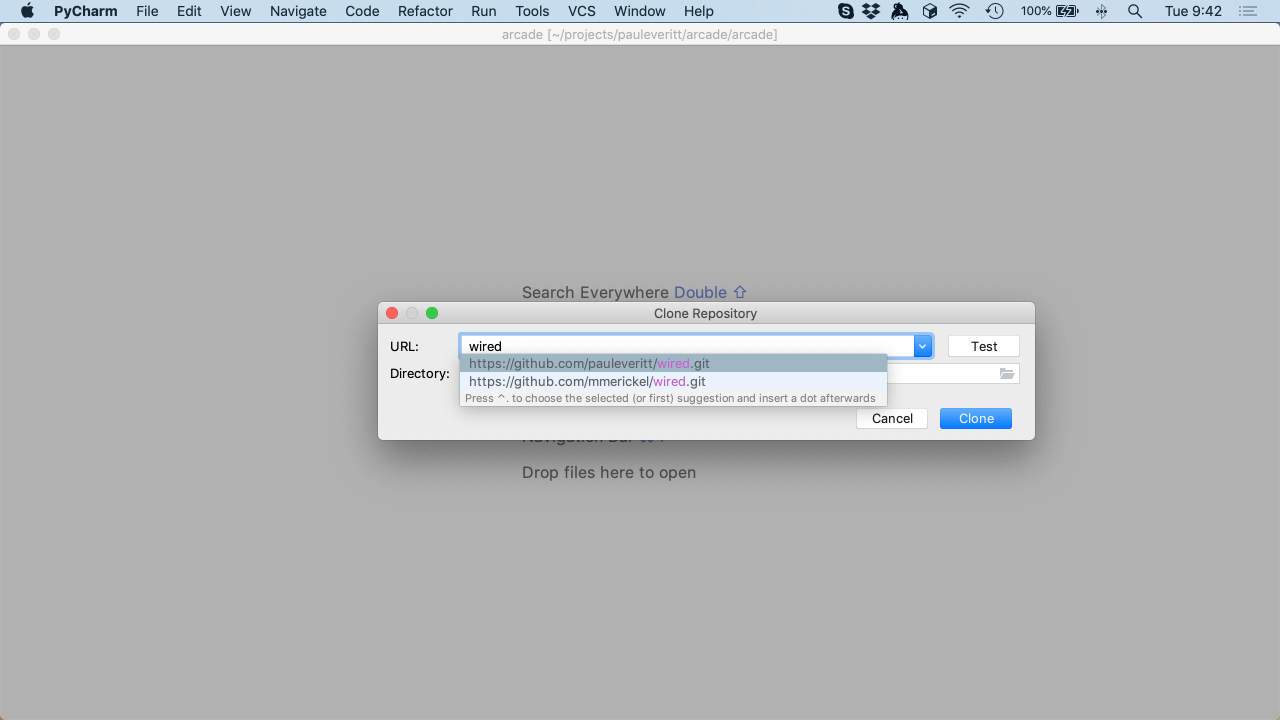 PyCharm File Edit View Navigate Code Refactor Run Tools VCS Window Help 100% Tue 9:42
arcade [~/projects/pauleveritt/arcade/arcade]
Search Everywhere Double ⇧
Clone Repository
URL: wired Test
https://github.com/pauleveritt/wired.git
Directory:
https://github.com/mmerickel/wired.git
Press ^. to choose the selected (or first) suggestion and insert a dot afterwards
Cancel Clone
Navigation Bar
Drop files here to open